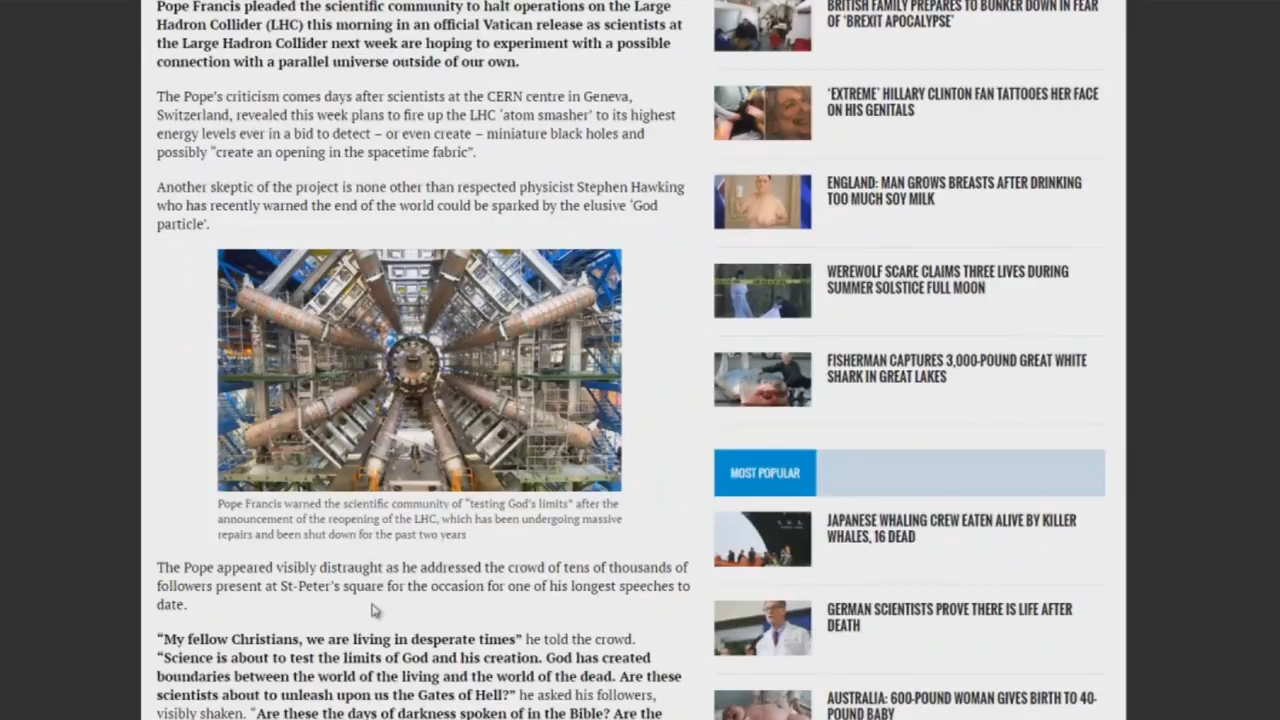 Pope Francis pleaded the scientific community to halt operations on the Large
Hadron Collider (LHC) this morning in an official Vatican release as scientists at
the Large Hadron Collider next week are hoping to experiment with a possible
connection with a parallel universe outside of our own.
The Pope's criticism comes days after scientists at the CERN centre in Geneva,
Switzerland, revealed this week plans to fire up the LHC 'atom smasher' to its highest
energy levels ever in a bid to detect – or even create – miniature black holes and
possibly "create an opening in the spacetime fabric".
Another skeptic of the project is none other than respected physicist Stephen Hawking
who has recently warned the end of the world could be sparked by the elusive 'God
particle'.
Pope Francis warned the scientific community of "testing God's limits" after the
announcement of the reopening of the LHC, which has been undergoing massive
repairs and been shut down for the past two years
The Pope appeared visibly distraught as he addressed the crowd of tens of thousands of
followers present at St-Peter's square for the occasion for one of his longest speeches to
date.
"My fellow Christians, we are living in desperate times" he told the crowd.
"Science is about to test the limits of God and his creation. God has created
boundaries between the world of the living and the world of the dead. Are these
scientists about to unleash upon us the Gates of Hell?" he asked his followers,
visibly shaken. "Are these the days of darkness spoken of in the Bible? Are the
BRITISH FAMILY PREPARES TO BUNKER DOWN IN FEAR
OF 'BREXIT APOCALYPSE'
'EXTREME' HILLARY CLINTON FAN TATTOOES HER FACE
ON HIS GENITALS
ENGLAND: MAN GROWS BREASTS AFTER DRINKING
TOO MUCH SOY MILK
WEREWOLF SCARE CLAIMS THREE LIVES DURING
SUMMER SOLSTICE FULL MOON
FISHERMAN CAPTURES 3,000-POUND GREAT WHITE
SHARK IN GREAT LAKES
MOST POPULAR
JAPANESE WHALING CREW EATEN ALIVE BY KILLER
WHALES, 16 DEAD
GERMAN SCIENTISTS PROVE THERE IS LIFE AFTER
DEATH
AUSTRALIA: 600-POUND WOMAN GIVES BIRTH TO 40-
POUND BABY